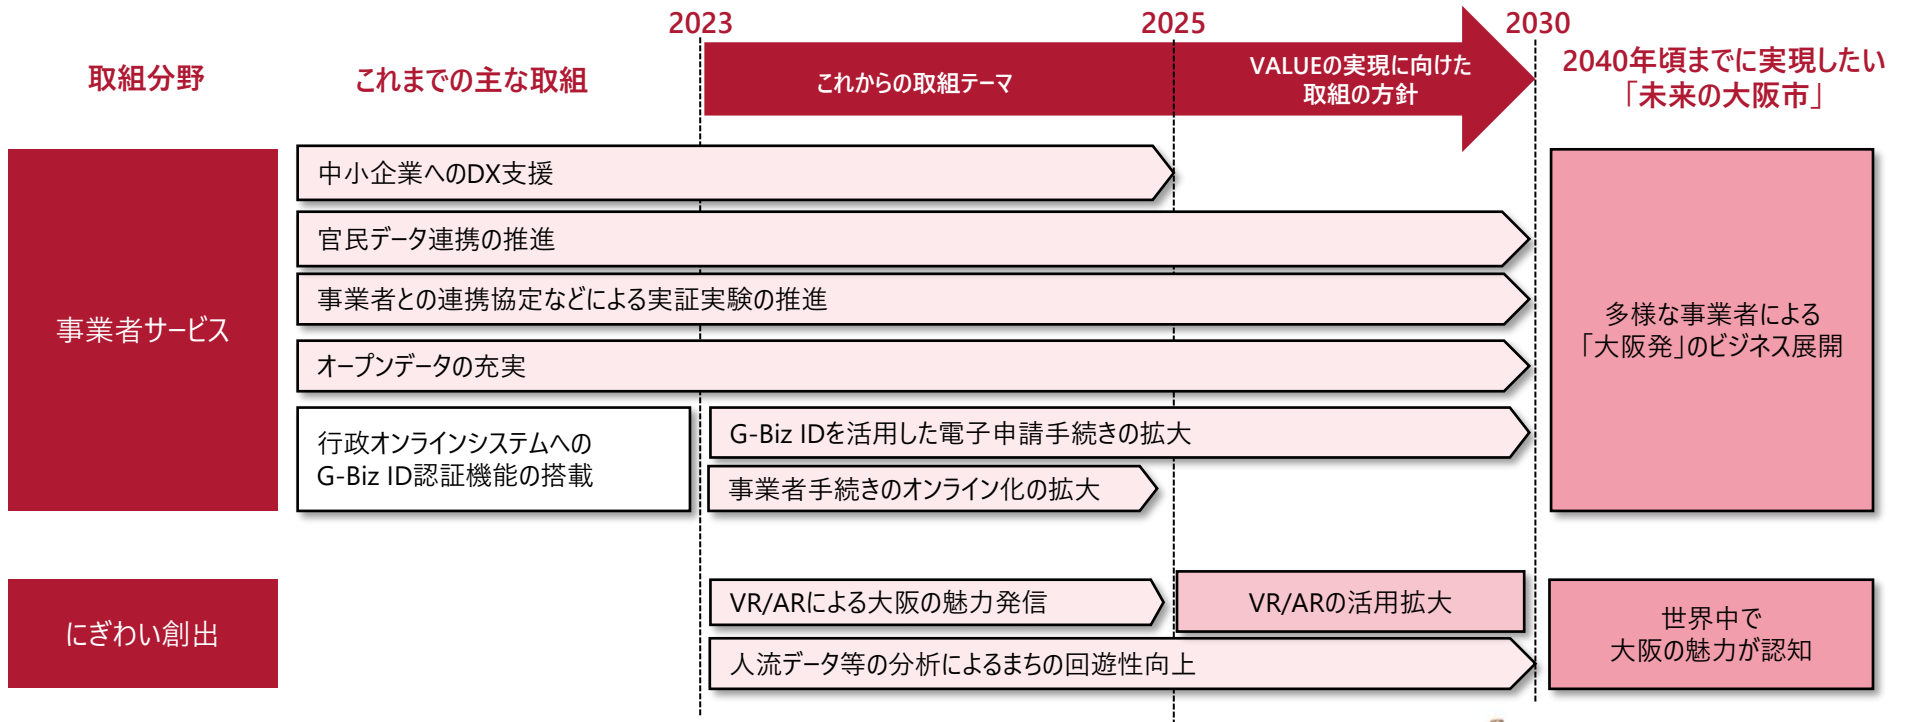 2023
2025
2030
取組分野
これまでの主な取組
これからの取組テーマ
VALUEの実現に向けた
取組の方針
2040年頃までに実現したい
「未来の大阪市」
事業者サービス
中小企業へのDX支援
官民データ連携の推進
事業者との連携協定などによる実証実験の推進
オープンデータの充実
行政オンラインシステムへの
G-Biz ID認証機能の搭載
G-Biz IDを活用した電子申請手続きの拡大
事業者手続きのオンライン化の拡大
多様な事業者による
「大阪発」のビジネス展開
にぎわい創出
VR/ARによる大阪の魅力発信
VR/ARの活用拡大
人流データ等の分析によるまちの回遊性向上
世界中で
大阪の魅力が認知